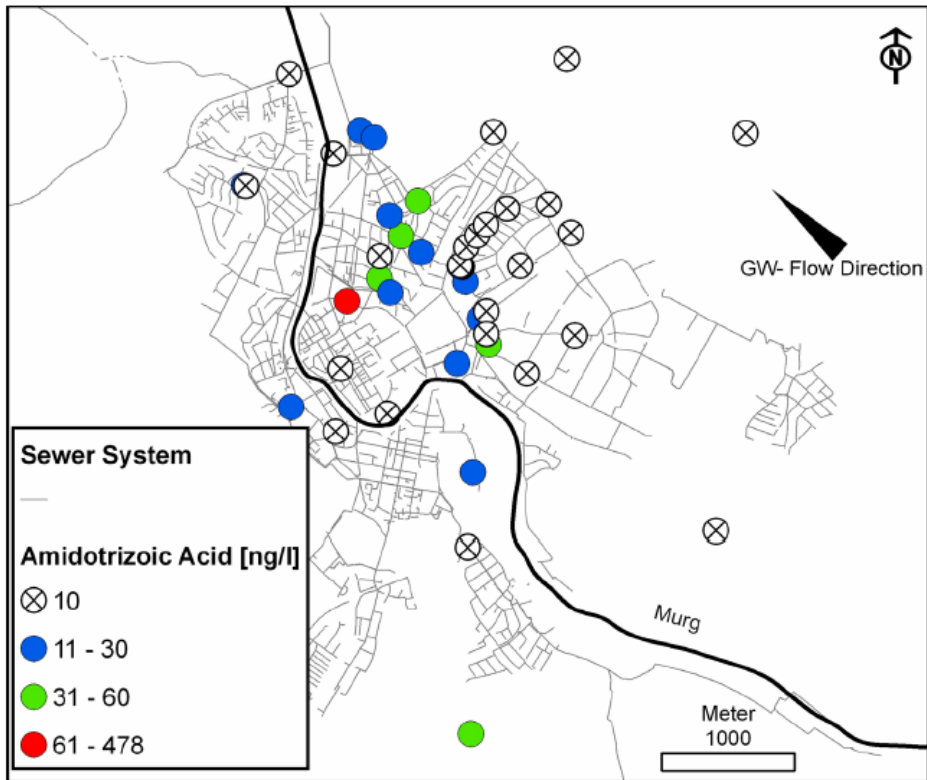 N
GW- Flow Direction
Sewer System
Amidotrizoic Acid [ng/l]
10
11 - 30
31 - 60
61 - 478
Murg
Meter
1000